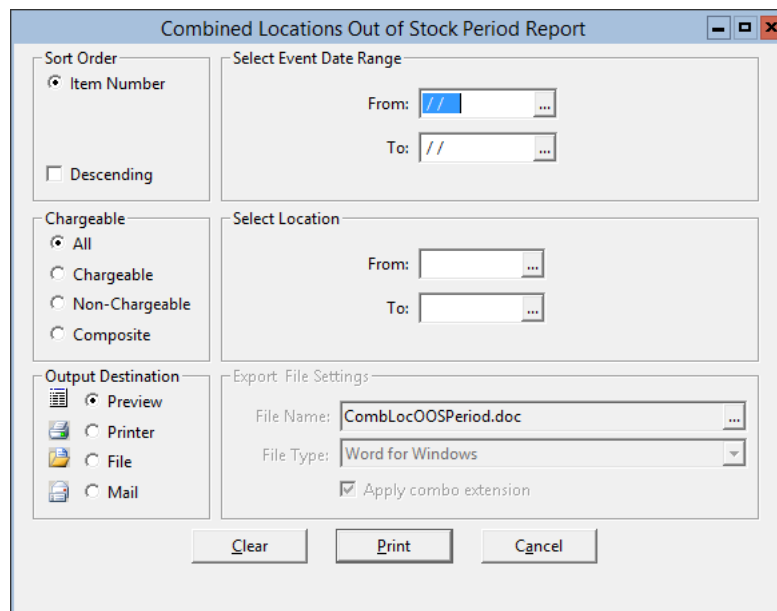 Combined Locations Out of Stock Period Report
Sort Order
Item Number
Descending
Select Event Date Range
From: / / ...
To: / / ...
Chargeable
All
Chargeable
Non-Chargeable
Composite
Select Location
From: ...
To: ...
Output Destination
Preview
Printer
File
Mail
Export File Settings
File Name: CombLocOOSPeriod.doc ...
File Type: Word for Windows
Apply combo extension
Clear Print Cancel